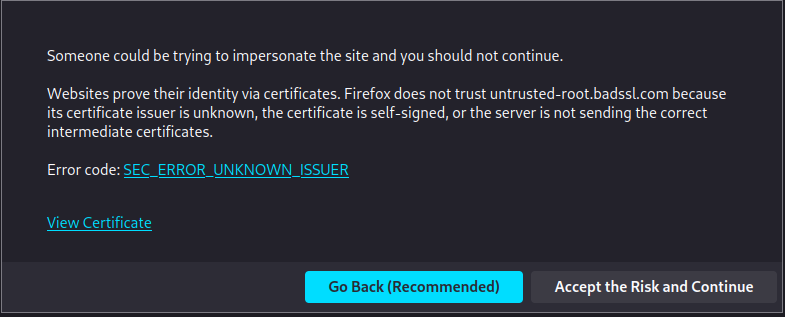 Someone could be trying to impersonate the site and you should not continue.
Websites prove their identity via certificates. Firefox does not trust untrusted-root.badssl.com because
its certificate issuer is unknown, the certificate is self-signed, or the server is not sending the correct
intermediate certificates.
Error code: SEC_ERROR_UNKNOWN_ISSUER
View Certificate
Go Back (Recommended)
Accept the Risk and Continue